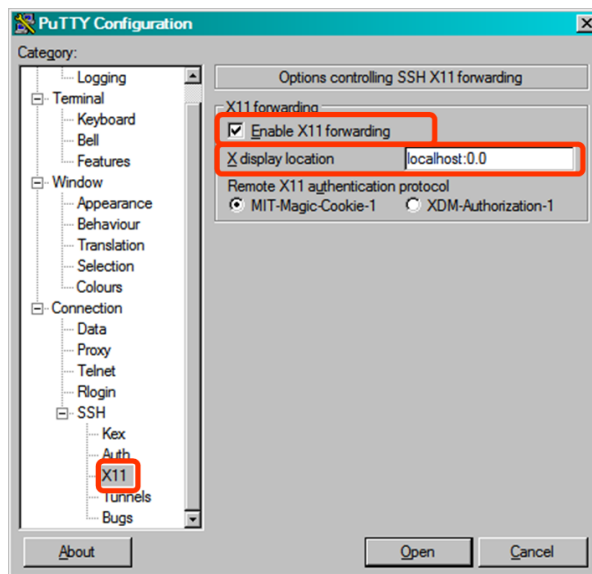 PuTTY Configuration
Category:
Logging
Terminal
Keyboard
Bell
Features
Window
Appearance
Behaviour
Translation
Selection
Colours
Connection
Data
Proxy
Telnet
Rlogin
SSH
Kex
Auth
X11
Tunnels
Bugs
Options controlling SSH X11 forwarding
X11 forwarding
Enable X11 forwarding
X display location localhost:0.0
Remote X11 authentication protocol
MIT-Magic-Cookie-1 XDM-Authorization-1
About Open Cancel